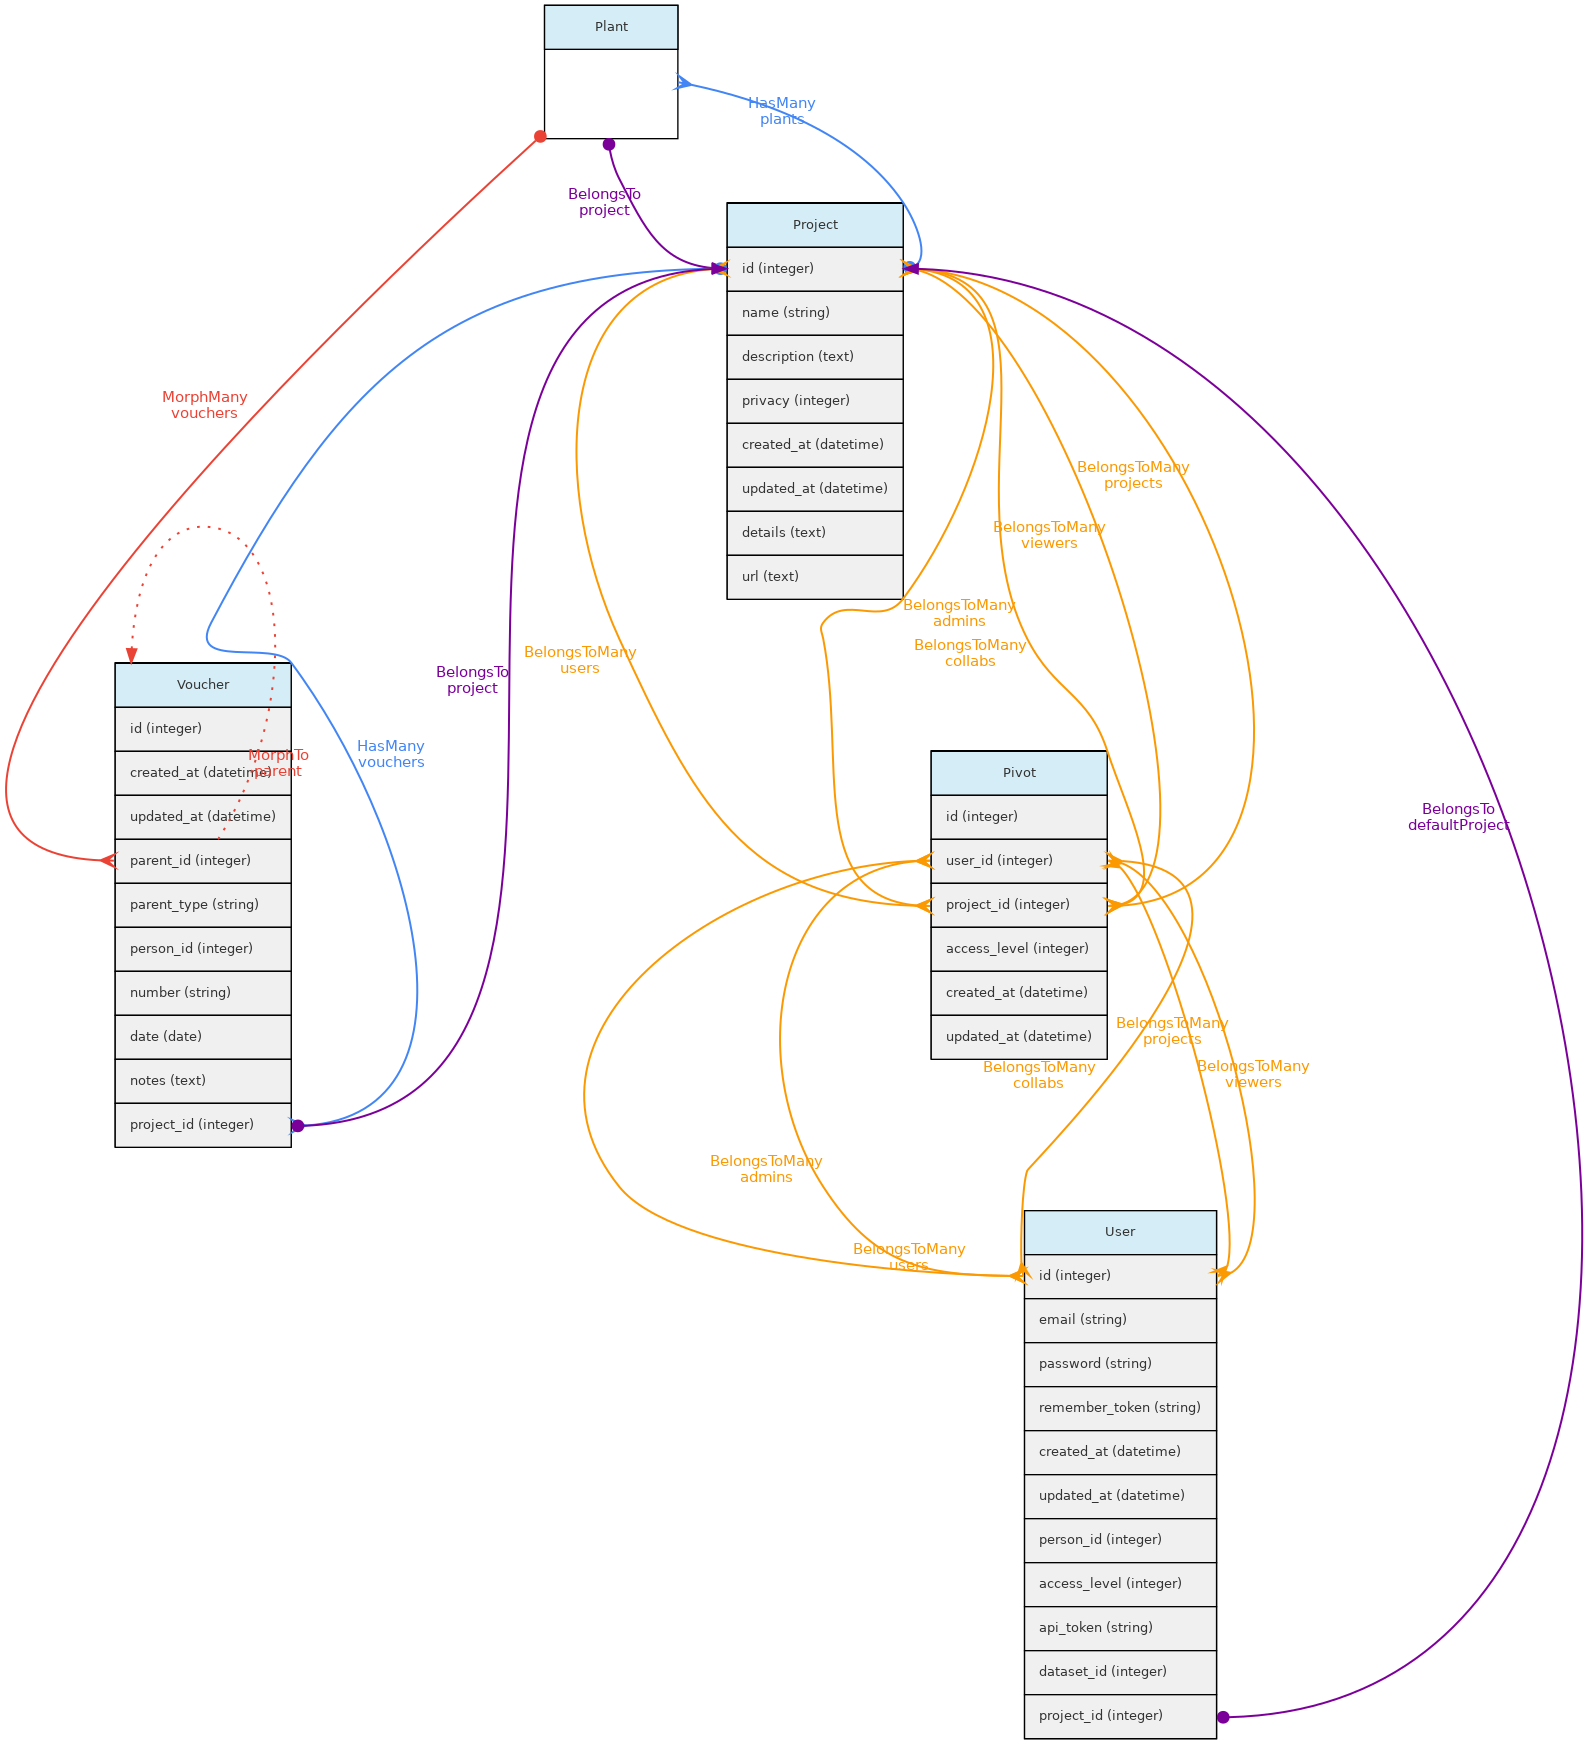 Plant
HasMany
plants
BelongsTo
project
Project
id (integer)
name (string)
description (text)
privacy (integer)
created_at (datetime)
updated_at (datetime)
details (text)
url (text)
MorphMany
vouchers
BelongsToMany
projects
BelongsToMany
viewers
BelongsToMany
admins
BelongsToMany
collabs
BelongsToMany
users
BelongsTo
project
HasMany
vouchers
MorphTo
parent
Voucher
id (integer)
created_at (datetime)
updated_at (datetime)
parent_id (integer)
parent_type (string)
person_id (integer)
number (string)
date (date)
notes (text)
project_id (integer)
Pivot
id (integer)
user_id (integer)
project_id (integer)
access_level (integer)
created_at (datetime)
updated_at (datetime)
BelongsTo
defaultProject
BelongsToMany
projects
BelongsToMany
collabs
BelongsToMany
viewers
BelongsToMany
admins
BelongsToMany
users
User
id (integer)
email (string)
password (string)
remember_token (string)
created_at (datetime)
updated_at (datetime)
person_id (integer)
access_level (integer)
api_token (string)
dataset_id (integer)
project_id (integer)